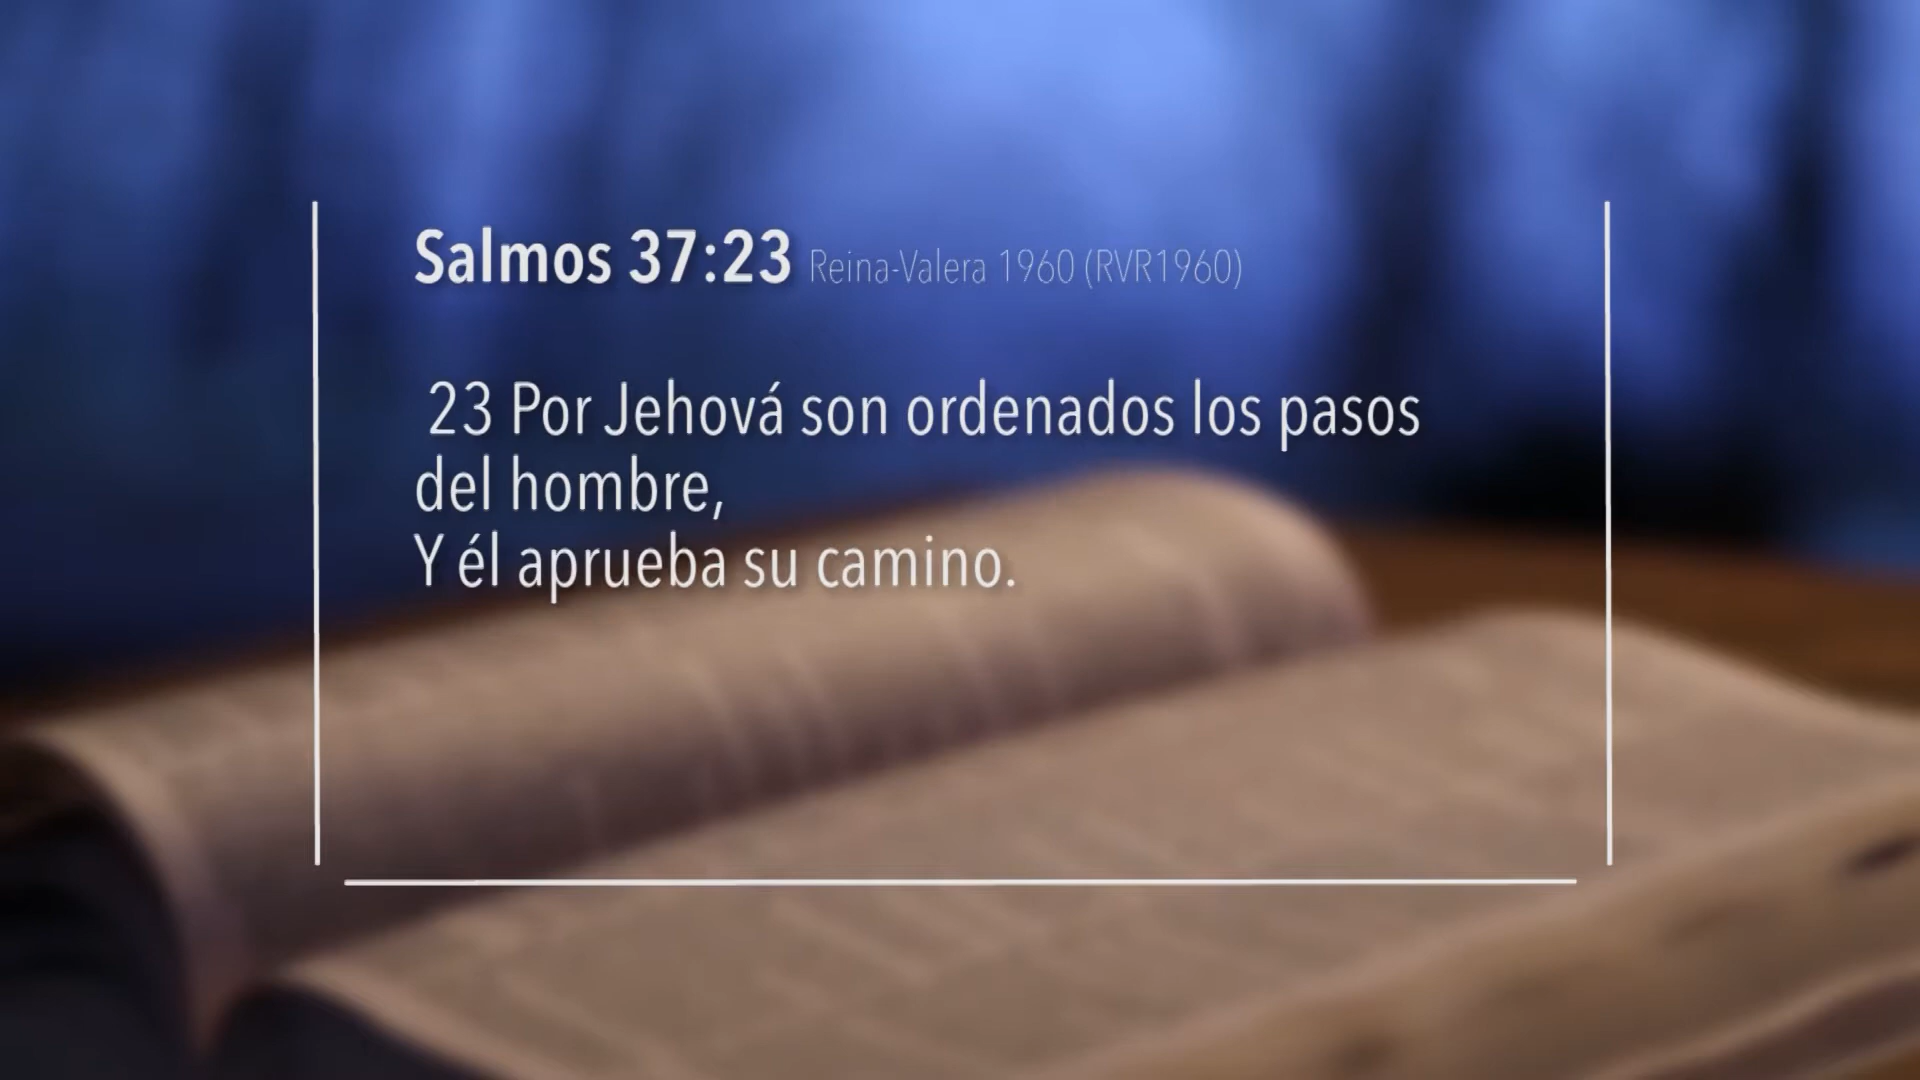 Salmos 37:23 Reina-Valera 1960 (RVR1960)
23 Por Jehová son ordenados los pasos
del hombre,
Y él aprueba su camino.